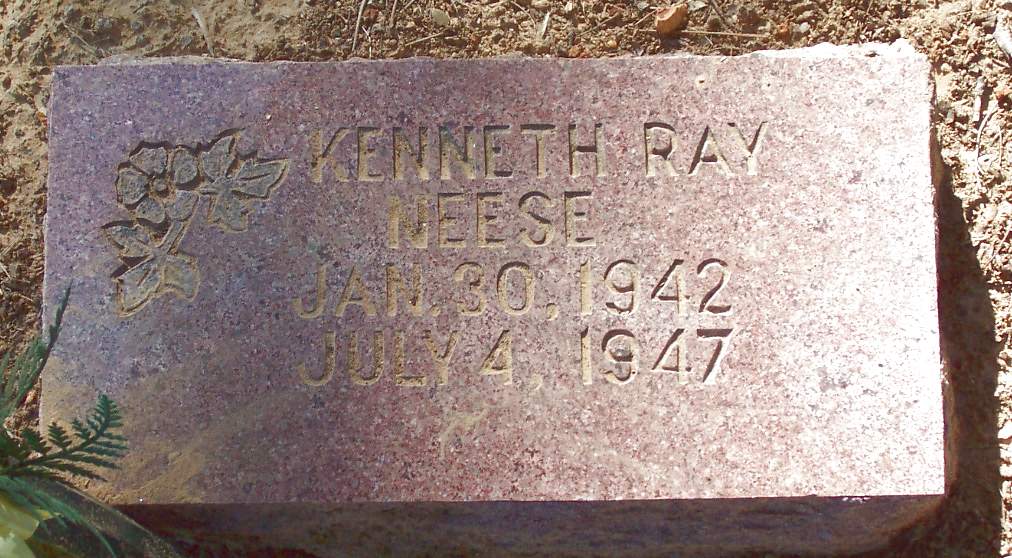 KENNETH RAY
NEESE
JAN. 30, 1942
JULY 4, 1947